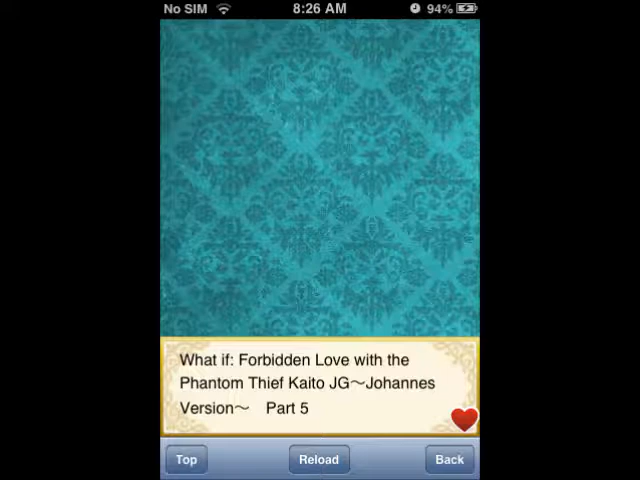 No SIM 8:26 AM 94%
What if: Forbidden Love with the
Phantom Thief Kaito JG～Johannes
Version～　Part 5
Top Reload Back